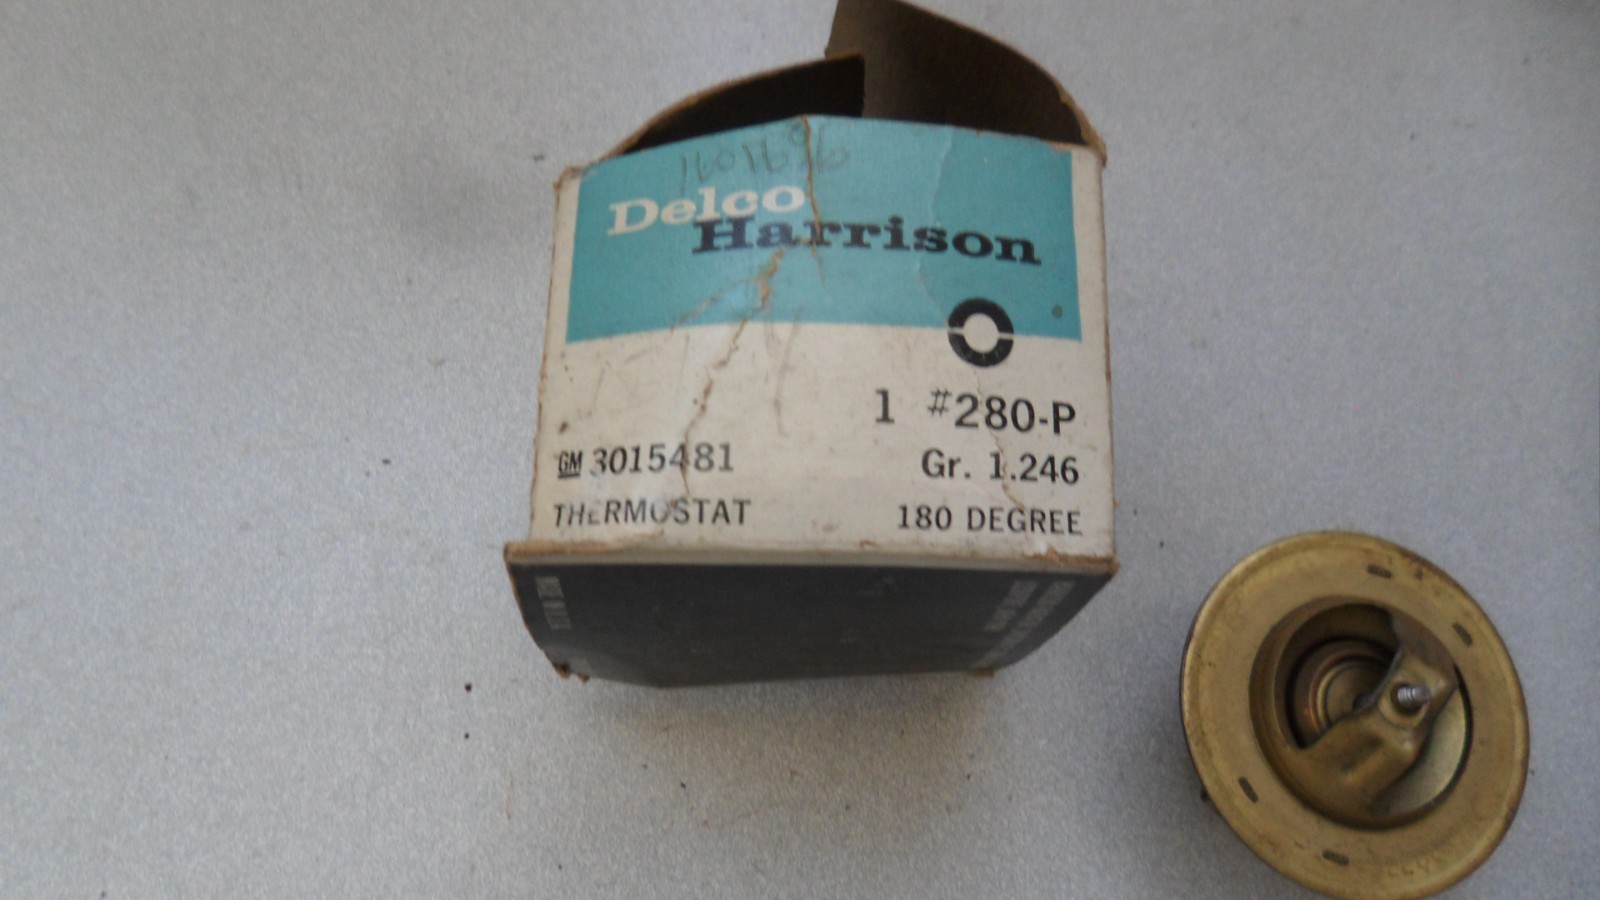 1601696
Delco
Harrison
1 #280-P
GM 3015481
Gr. 1.246
THERMOSTAT
180 DEGREE